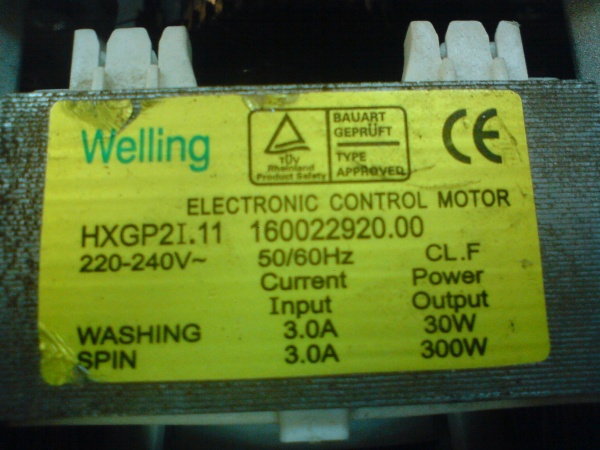 Welling
TÜV
Rheinland
Product Safety
BAUART
GEPRÜFT
TYPE
APPROVED
CE
ELECTRONIC CONTROL MOTOR
HXGP2I.11 160022920.00
220-240V~ 50/60Hz CL.F
Current Power
Input Output
WASHING 3.0A 30W
SPIN 3.0A 300W